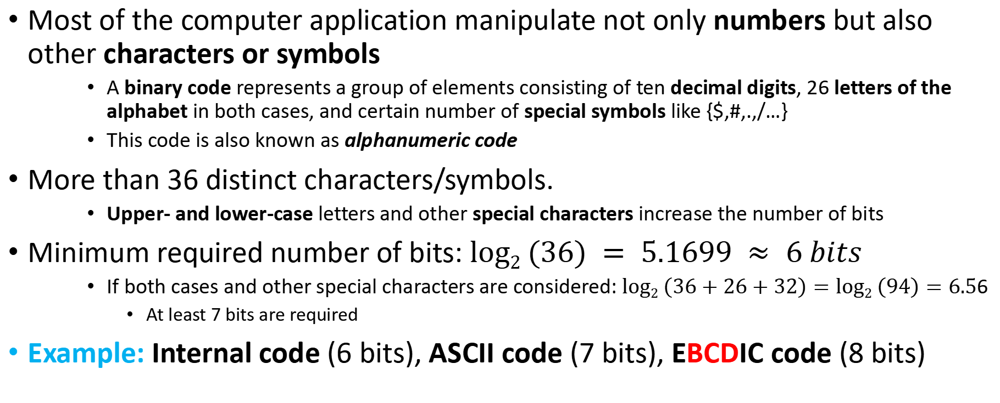 • Most of the computer application manipulate not only numbers but also
other characters or symbols
• A binary code represents a group of elements consisting of ten decimal digits, 26 letters of the
alphabet in both cases, and certain number of special symbols like {$,#,.,/…}
• This code is also known as alphanumeric code
• More than 36 distinct characters/symbols.
• Upper- and lower-case letters and other special characters increase the number of bits
• Minimum required number of bits: log₂ (36) = 5.1699 ≈ 6 bits
• If both cases and other special characters are considered: log₂ (36 + 26 + 32) = log₂ (94) = 6.56
• At least 7 bits are required
• Example: Internal code (6 bits), ASCII code (7 bits), EBCDIC code (8 bits)